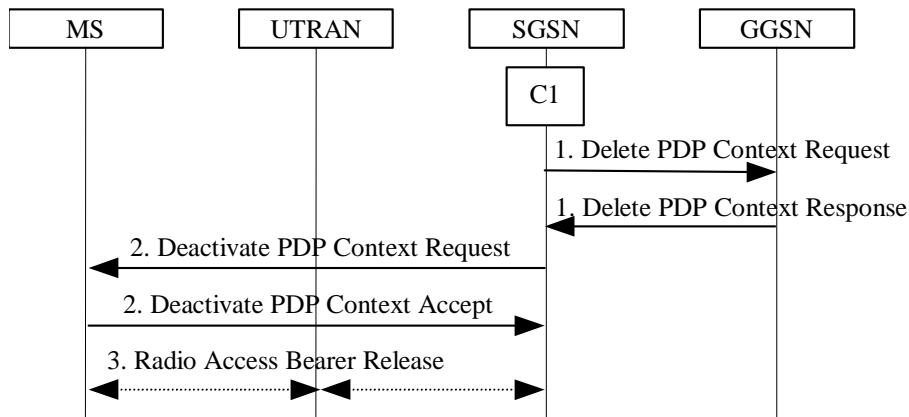 MS
UTRAN
SGSN
GGSN
C1
1. Delete PDP Context Request
1. Delete PDP Context Response
2. Deactivate PDP Context Request
2. Deactivate PDP Context Accept
3. Radio Access Bearer Release